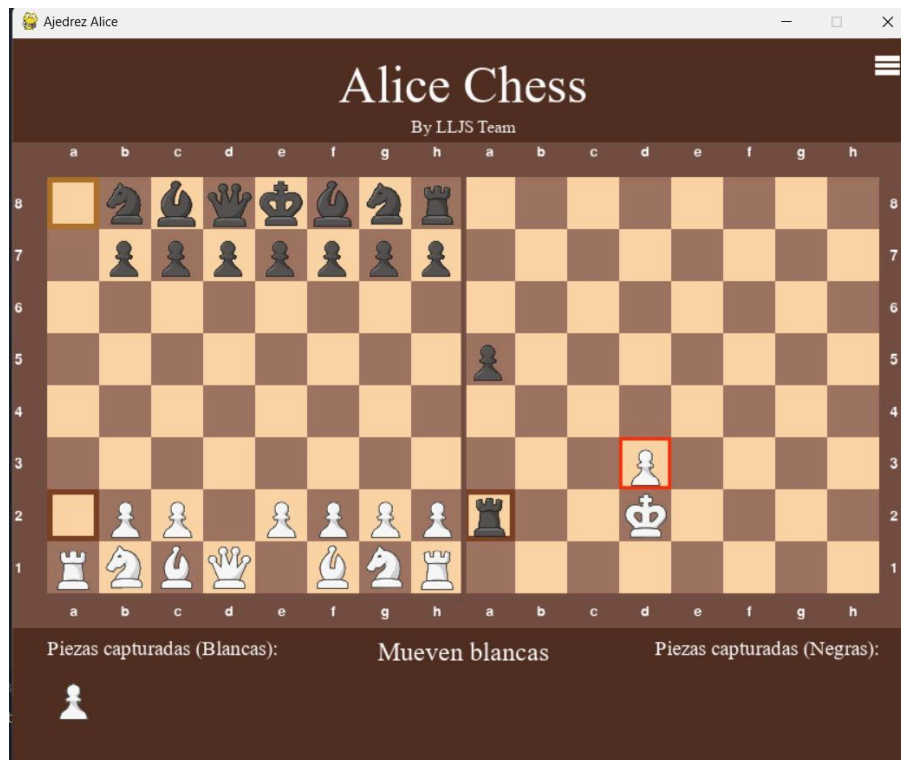 Ajedrez Alice
Alice Chess
By LLJS Team
a b c d e f g h a b c d e f g h
8 8
7 7
6 6
5 5
4 4
3 3
2 2
1 1
a b c d e f g h a b c d e f g h
Piezas capturadas (Blancas): Mueven blancas Piezas capturadas (Negras):